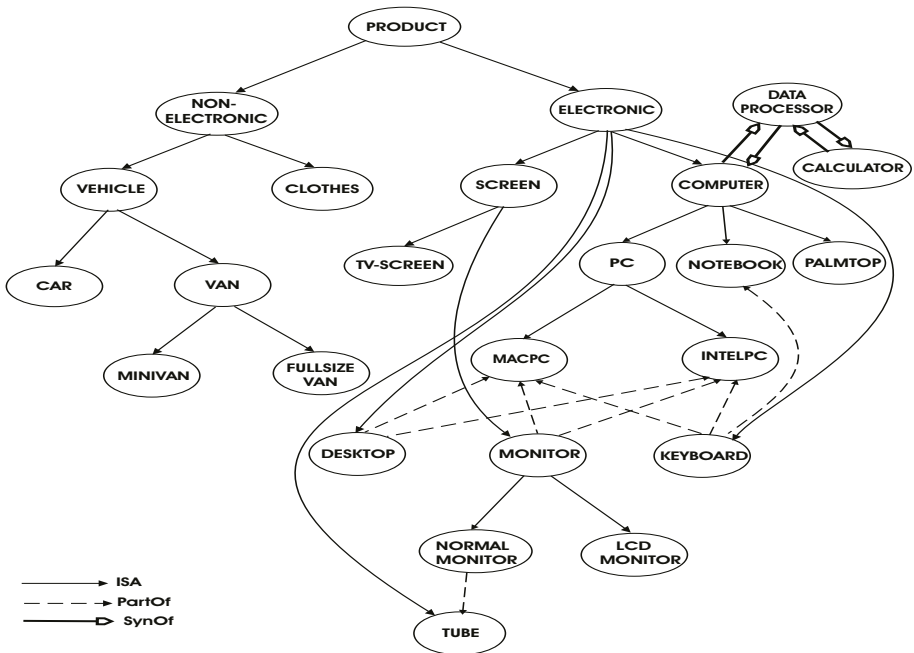 PRODUCT
NON-
ELECTRONIC
ELECTRONIC
DATA
PROCESSOR
CALCULATOR
VEHICLE
CLOTHES
SCREEN
COMPUTER
CAR
VAN
TV-SCREEN
PC
NOTEBOOK
PALMTOP
MINIVAN
FULLSIZE
VAN
MACPC
INTELPC
DESKTOP
MONITOR
KEYBOARD
NORMAL
MONITOR
LCD
MONITOR
TUBE
ISA
PartOf
SynOf